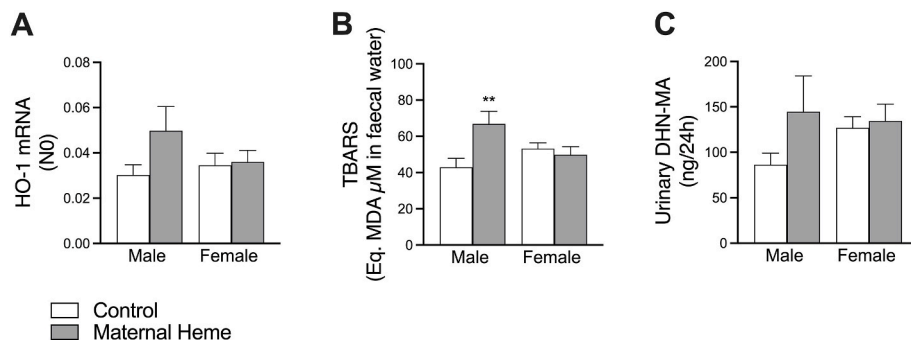 A
HO-1 mRNA
(N0)
0.08
0.06
0.04
0.02
0.00
Male
Female
B
TBARS
(Eq. MDA µM in faecal water)
100
80
60
40
20
0
**
Male
Female
C
Urinary DHN-MA
(ng/24h)
200
150
100
50
0
Male
Female
Control
Maternal Heme